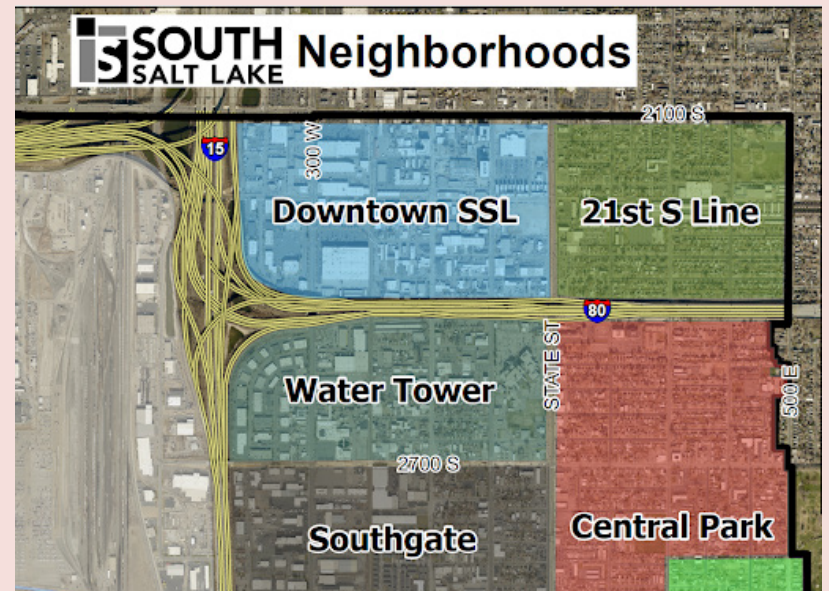 SOUTH
SALT LAKE
Neighborhoods
2100 S
15
300 W
Downtown SSL
21st S Line
80
STATE ST
Water Tower
500 E
2700 S
Southgate
Central Park